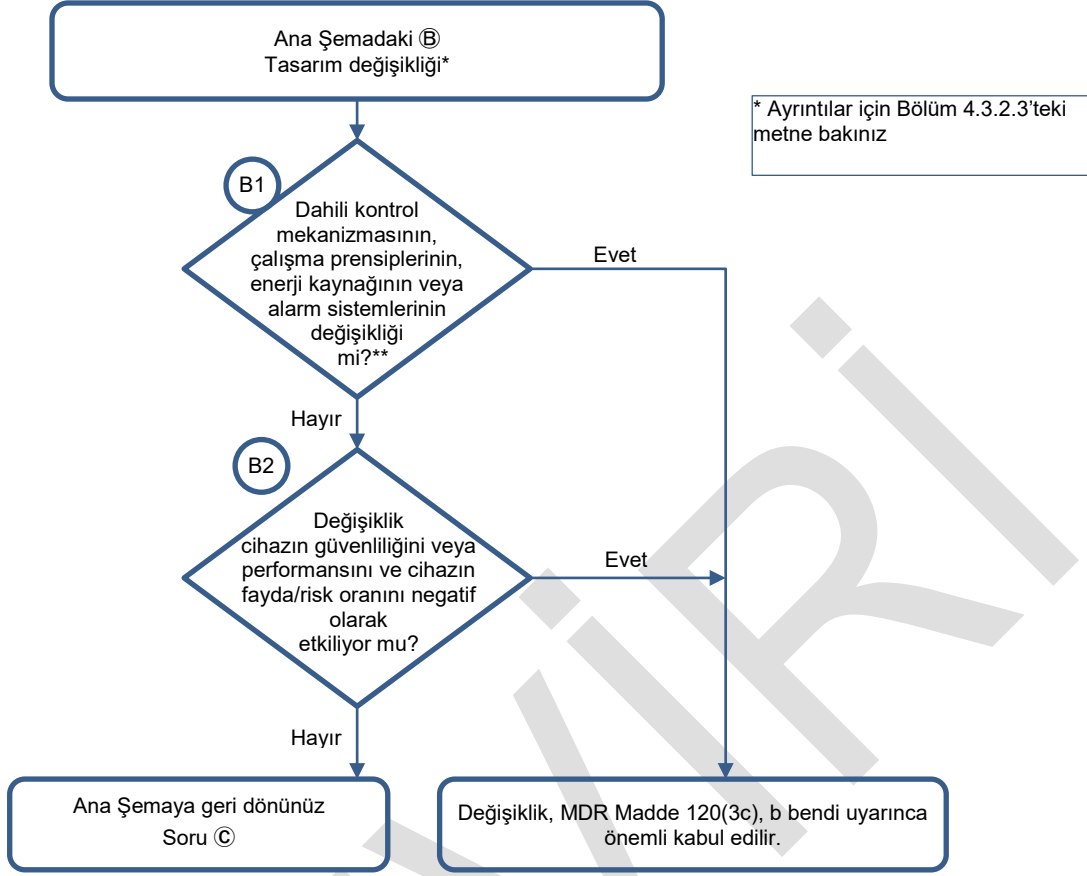 Ana Şemadaki Ⓑ
Tasarım değişikliği*
* Ayrıntılar için Bölüm 4.3.2.3’teki
metne bakınız
B1
Dahili kontrol
mekanizmasının,
çalışma prensiplerinin,
enerji kaynağının veya
alarm sistemlerinin
değişikliği
mi?**
Evet
Hayır
B2
Değişiklik
cihazın güvenliliğini veya
performansını ve cihazın
fayda/risk oranını negatif
olarak
etkiliyor mu?
Evet
Hayır
Ana Şemaya geri dönünüz
Soru Ⓒ
Değişiklik, MDR Madde 120(3c), b bendi uyarınca
önemli kabul edilir.